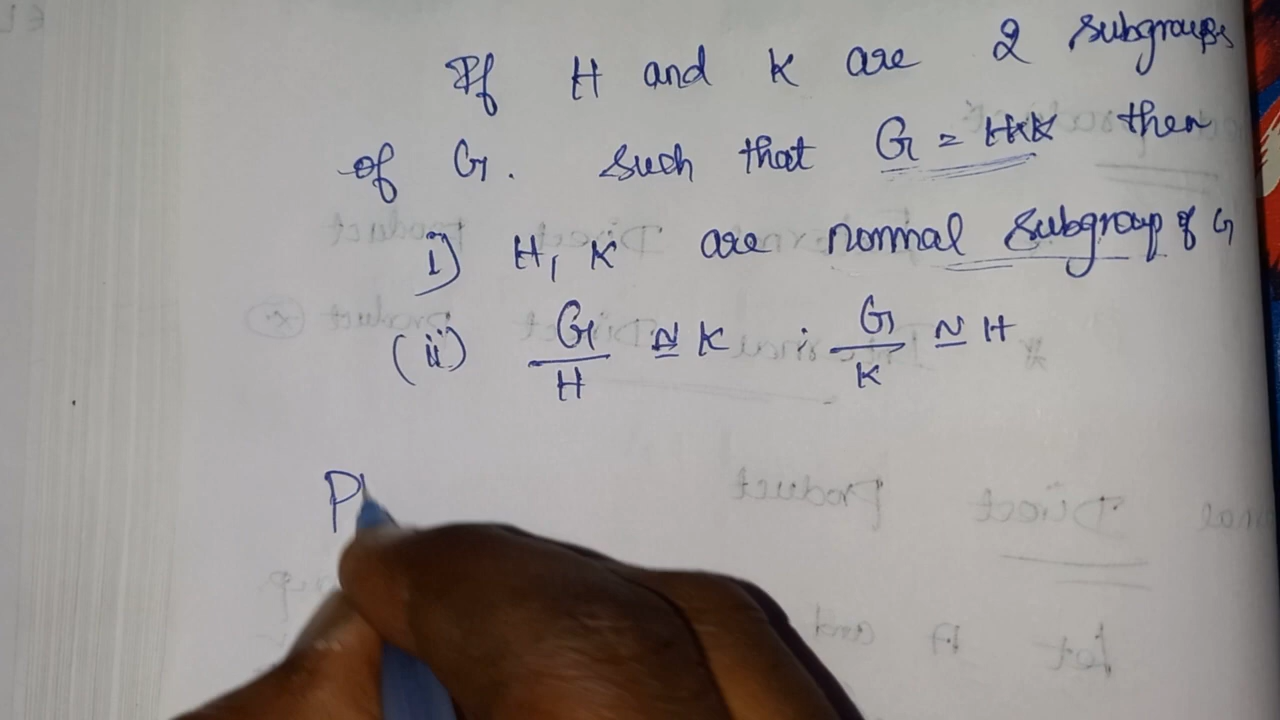 If H and K are 2 subgroups
of G. such that G = H×K then
i) H, K are normal subgroup of G
(ii) G/H ≅ K ; G/K ≅ H
P